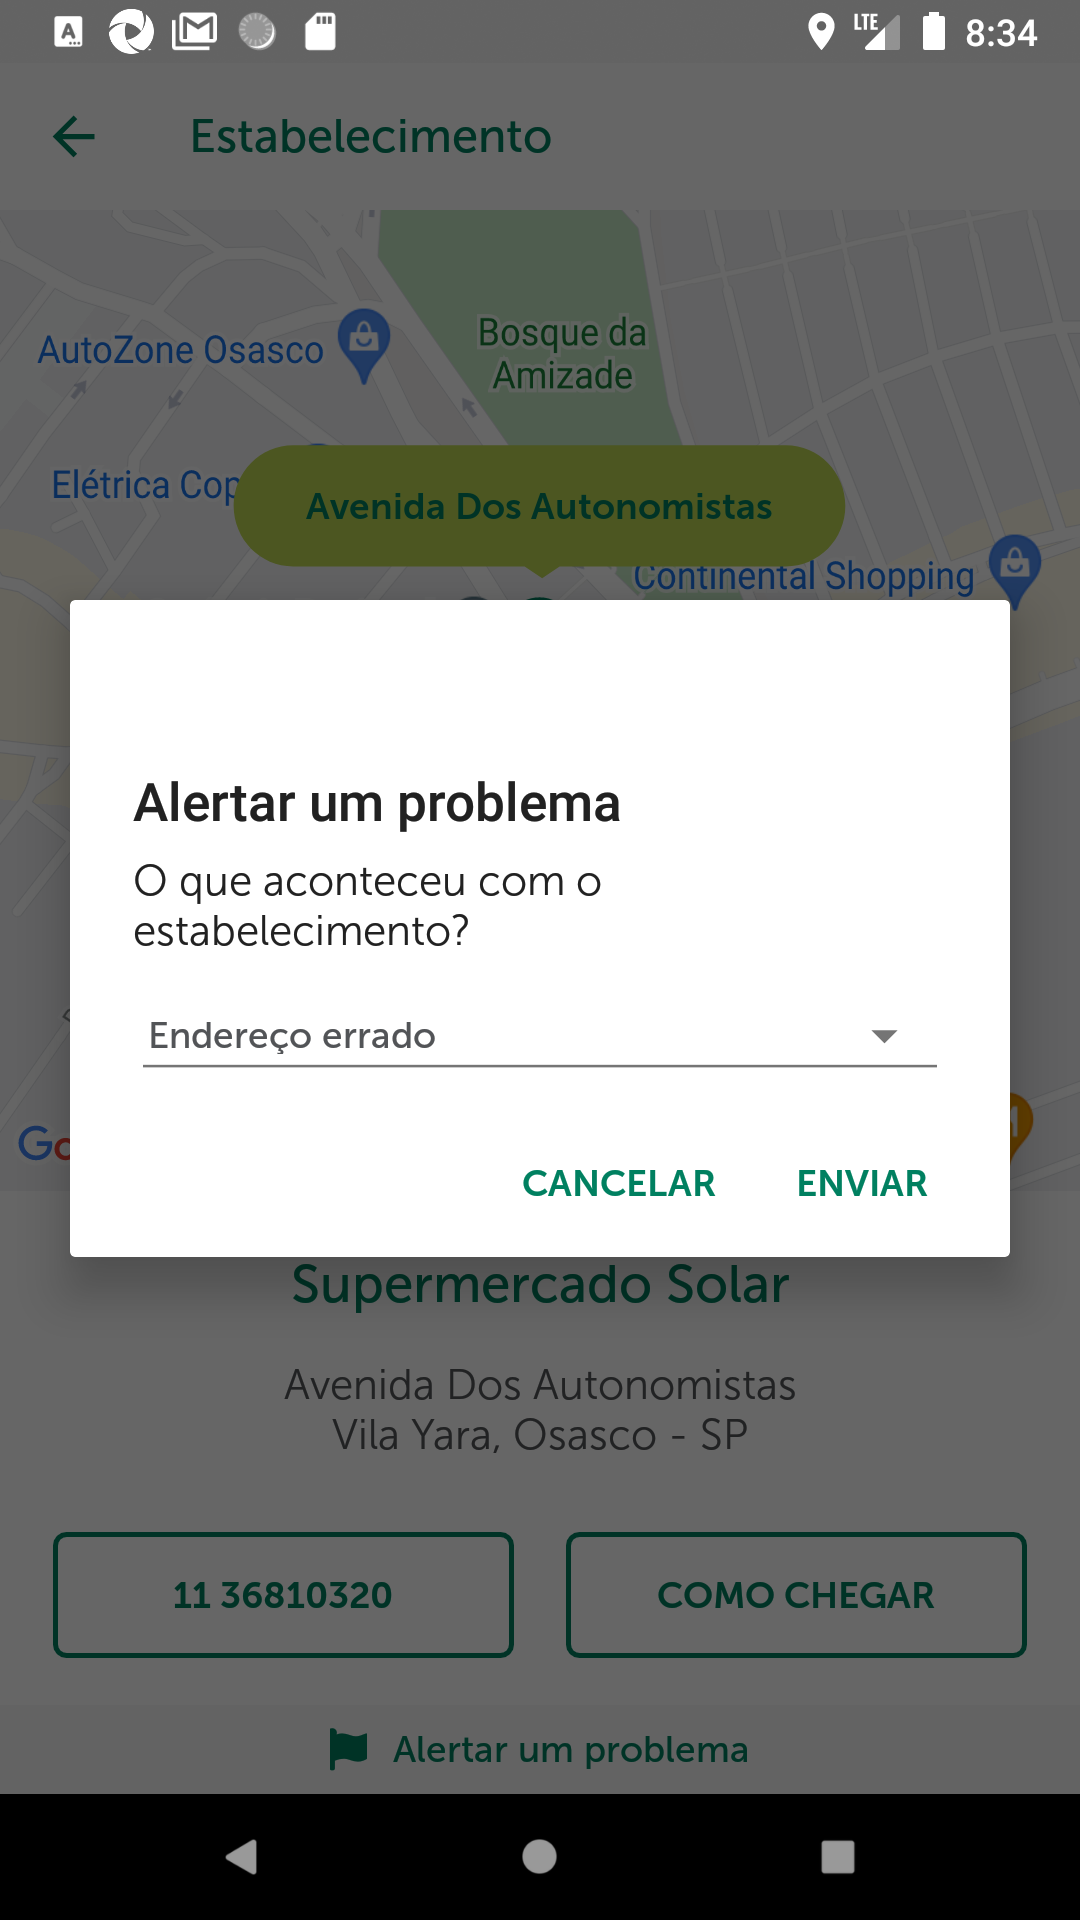 LTE 8:34
Estabelecimento
AutoZone Osasco
Bosque da
Amizade
Elétrica Cop
Avenida Dos Autonomistas
Continental Shopping
Alertar um problema
O que aconteceu com o
estabelecimento?
Endereço errado
Go
CANCELAR ENVIAR
Supermercado Solar
Avenida Dos Autonomistas
Vila Yara, Osasco - SP
11 36810320 COMO CHEGAR
Alertar um problema